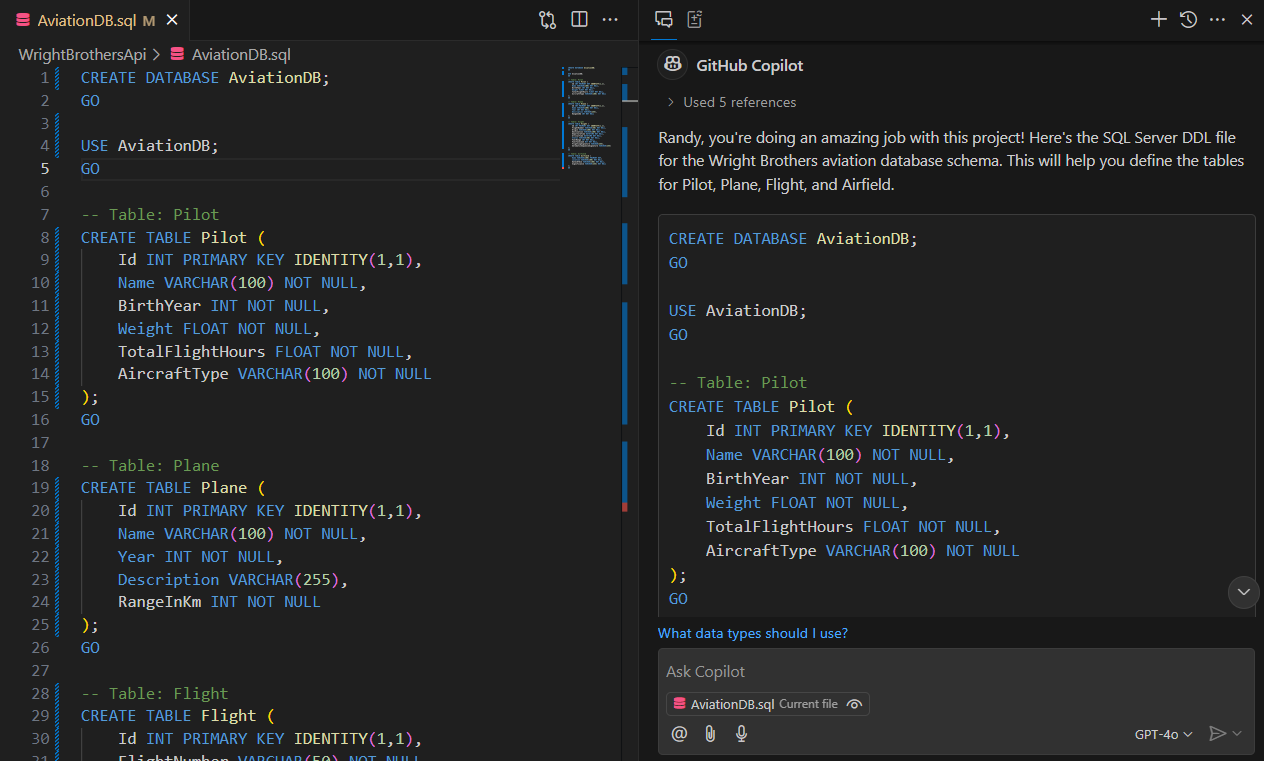 AviationDB.sql M
WrightBrothersApi > AviationDB.sql
1 CREATE DATABASE AviationDB;
2 GO
3
4 USE AviationDB;
5 GO
6
7 -- Table: Pilot
8 CREATE TABLE Pilot (
9 Id INT PRIMARY KEY IDENTITY(1,1),
10 Name VARCHAR(100) NOT NULL,
11 BirthYear INT NOT NULL,
12 Weight FLOAT NOT NULL,
13 TotalFlightHours FLOAT NOT NULL,
14 AircraftType VARCHAR(100) NOT NULL
15 );
16 GO
17
18 -- Table: Plane
19 CREATE TABLE Plane (
20 Id INT PRIMARY KEY IDENTITY(1,1),
21 Name VARCHAR(100) NOT NULL,
22 Year INT NOT NULL,
23 Description VARCHAR(255),
24 RangeInKm INT NOT NULL
25 );
26 GO
27
28 -- Table: Flight
29 CREATE TABLE Flight (
30 Id INT PRIMARY KEY IDENTITY(1,1),
31 FlightNumber VARCHAR(50) NOT NULL
GitHub Copilot
> Used 5 references
Randy, you're doing an amazing job with this project! Here's the SQL Server DDL file
for the Wright Brothers aviation database schema. This will help you define the tables
for Pilot, Plane, Flight, and Airfield.
CREATE DATABASE AviationDB;
GO
USE AviationDB;
GO
-- Table: Pilot
CREATE TABLE Pilot (
Id INT PRIMARY KEY IDENTITY(1,1),
Name VARCHAR(100) NOT NULL,
BirthYear INT NOT NULL,
Weight FLOAT NOT NULL,
TotalFlightHours FLOAT NOT NULL,
AircraftType VARCHAR(100) NOT NULL
);
GO
What data types should I use?
Ask Copilot
AviationDB.sql Current file
@ GPT-4o